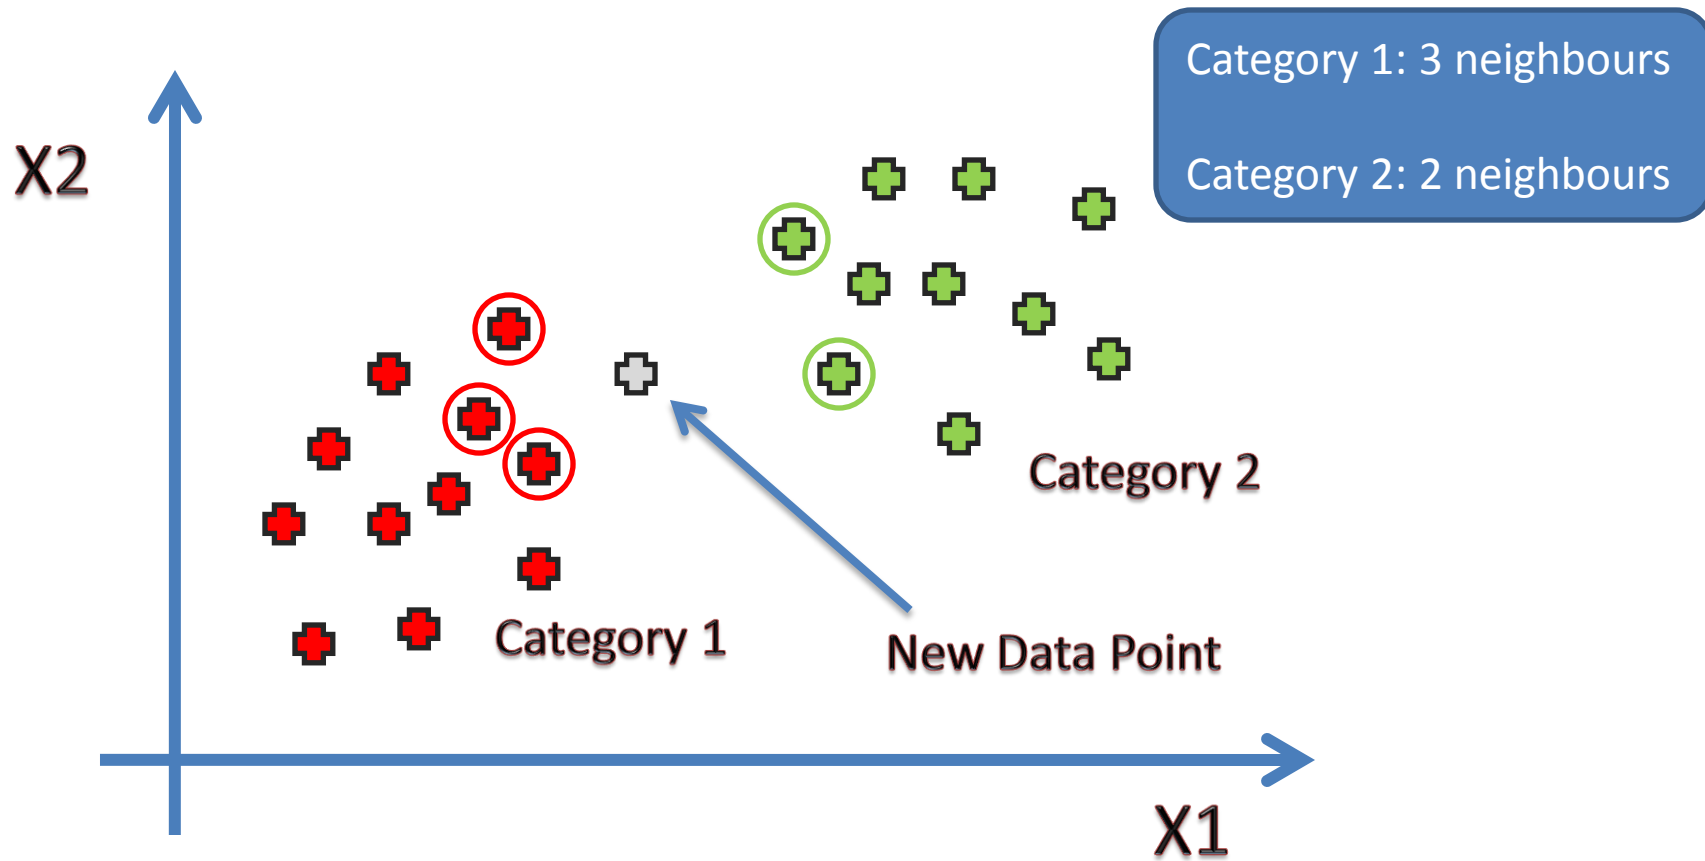 Category 1: 3 neighbours
Category 2: 2 neighbours
X2
Category 2
Category 1
New Data Point
X1